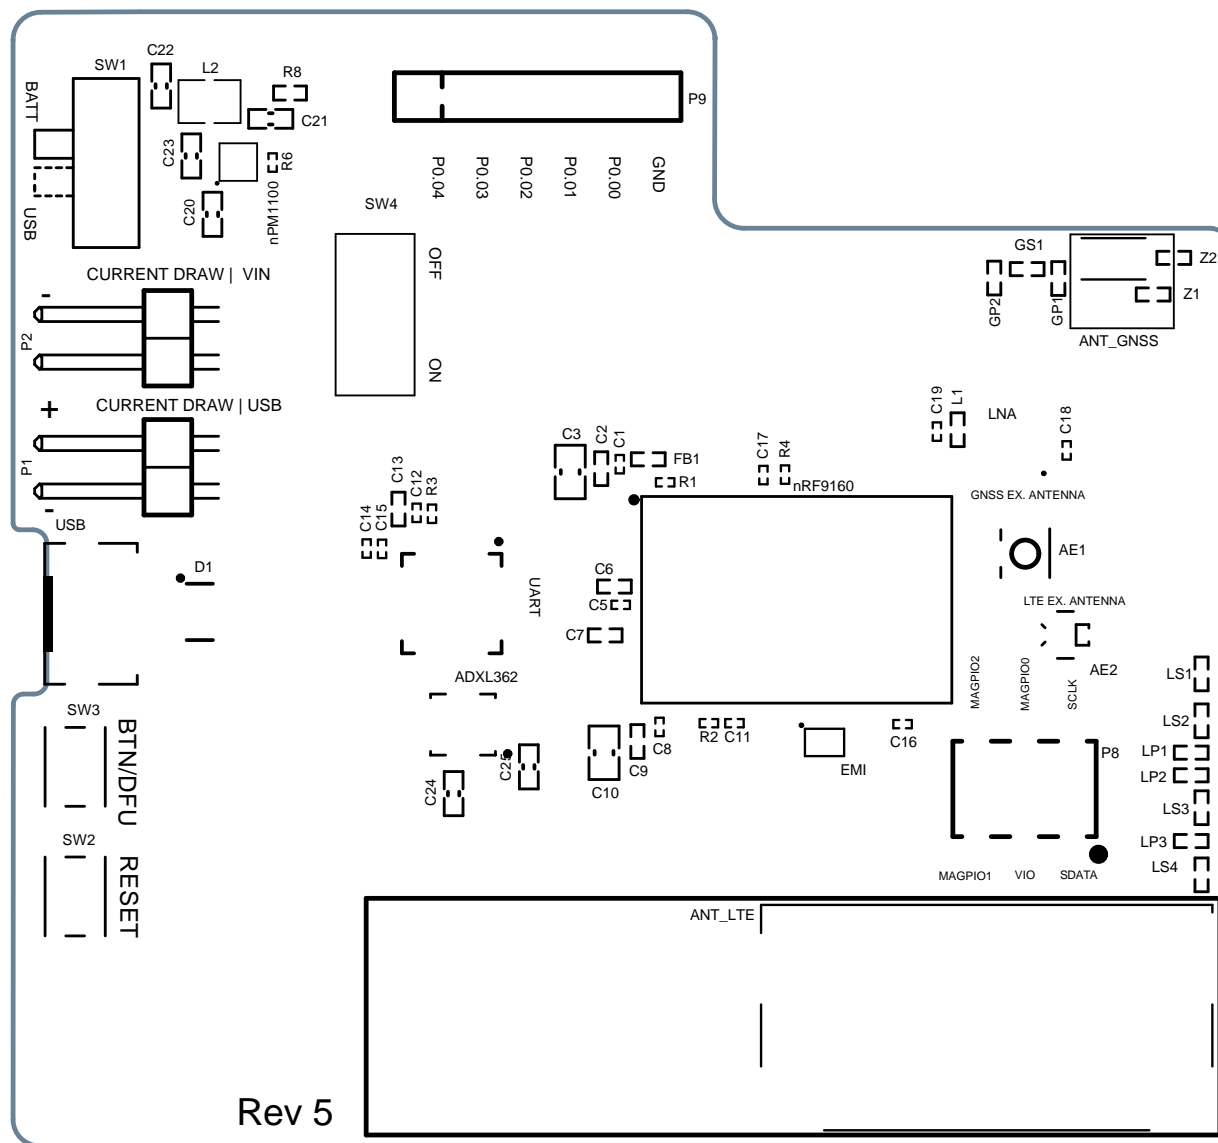 C22
SW1
L2
R8
BATT
C21
P9
C23
R6
P0.04
P0.03
P0.02
P0.01
P0.00
GND
USB
C20
nPM1100
SW4
OFF
GS1
Z2
CURRENT DRAW | VIN
-
GP2
GP1
Z1
P2
ANT_GNSS
ON
+
CURRENT DRAW | USB
C19
L1
LNA
C18
P1
C3
C2
C1
FB1
C17
R4
C13
C12
R3
R1
nRF9160
GNSS EX. ANTENNA
-
USB
C14
C15
AE1
D1
C6
UART
C5
LTE EX. ANTENNA
C7
ADXL362
MAGPIO2
MAGPIO0
SCLK
AE2
LS1
SW3
BTN/DFU
LS2
R2
C11
C8
C16
P8
LP1
C25
C9
EMI
LP2
C24
C10
LS3
SW2
RESET
LP3
MAGPIO1
VIO
SDATA
LS4
ANT_LTE
Rev 5